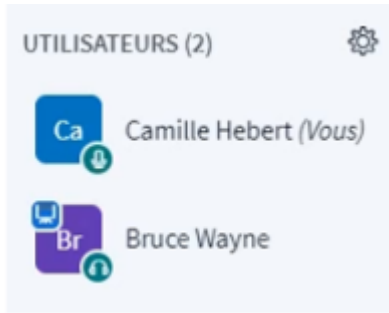 UTILISATEURS (2)
Ca
Camille Hebert (Vous)
Br
Bruce Wayne